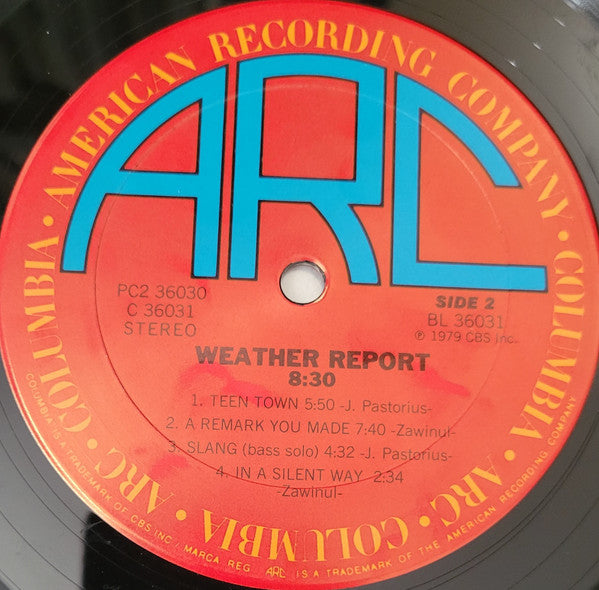 AMERICAN RECORDING COMPANY • COLUMBIA • ARC • COLUMBIA • ARC • COLUMBIA •
ARC
PC2 36030
C 36031
STEREO
SIDE 2
BL 36031
℗ 1979 CBS Inc.
WEATHER REPORT
8:30
1. TEEN TOWN 5:50 -J. Pastorius-
2. A REMARK YOU MADE 7:40 -Zawinul-
3. SLANG (bass solo) 4:32 -J. Pastorius-
4. IN A SILENT WAY 2:34
-Zawinul-
COLUMBIA IS A TRADEMARK OF CBS INC. MARCA REG. ARC IS A TRADEMARK OF THE AMERICAN RECORDING COMPANY